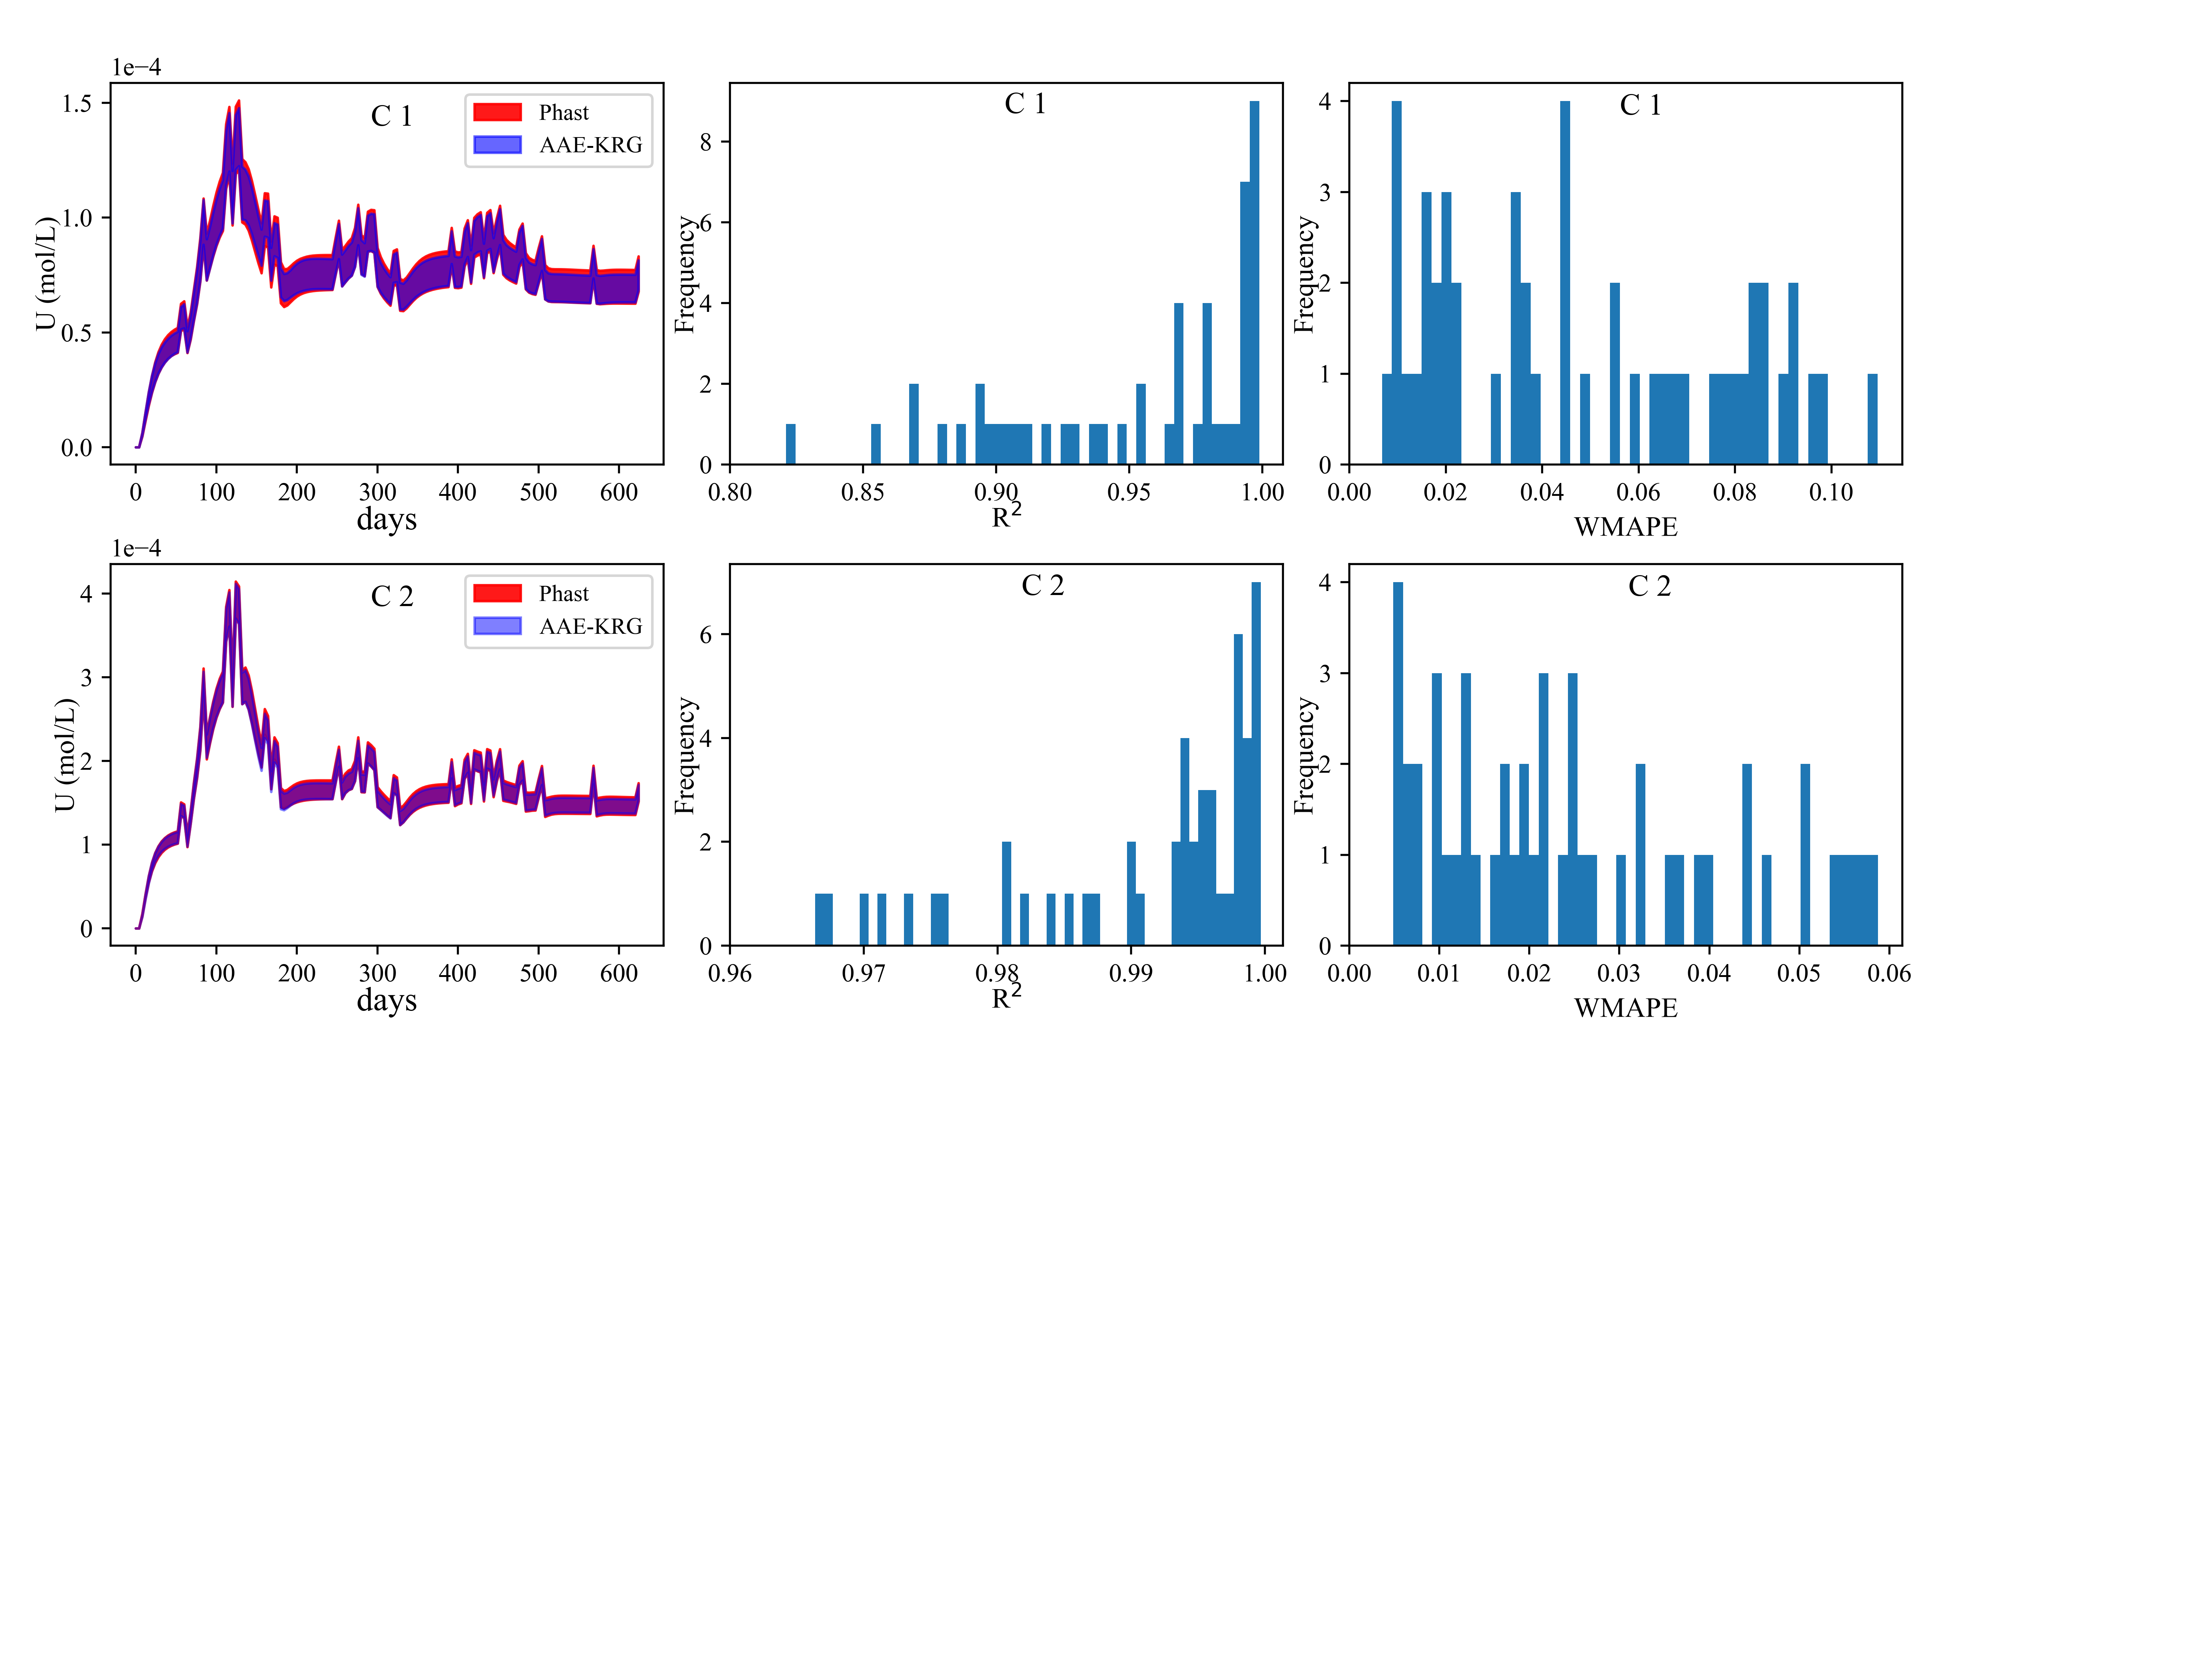 1e−4
C 1
Phast
AAE-KRG
1.5
1.0
0.5
0.0
U (mol/L)
0 100 200 300 400 500 600
days
C 1
8
6
4
2
0
Frequency
0.80 0.85 0.90 0.95 1.00
R²
C 1
4
3
2
1
0
Frequency
0.00 0.02 0.04 0.06 0.08 0.10
WMAPE
1e−4
C 2
Phast
AAE-KRG
4
3
2
1
0
U (mol/L)
0 100 200 300 400 500 600
days
C 2
6
4
2
0
Frequency
0.96 0.97 0.98 0.99 1.00
R²
C 2
4
3
2
1
0
Frequency
0.00 0.01 0.02 0.03 0.04 0.05 0.06
WMAPE